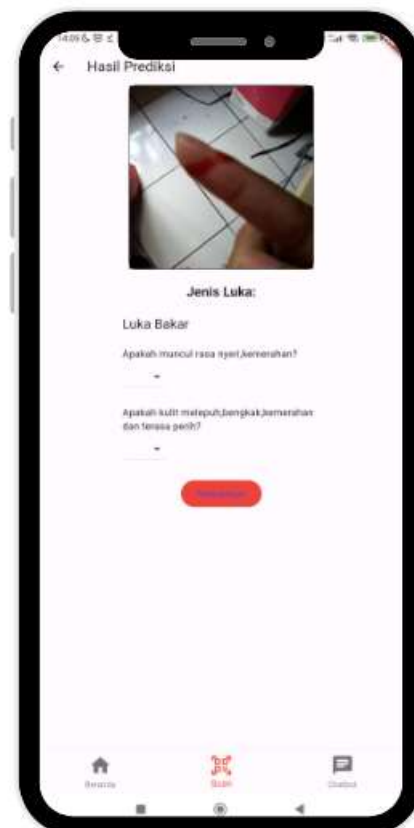 Hasil Prediksi
Jenis Luka:
Luka Bakar
Apakah muncul rasa nyeri,kemerahan?
Apakah kulit melepuh,bengkak,kemerahan
dan terasa perih?
Beranda
Scan
Chatbot